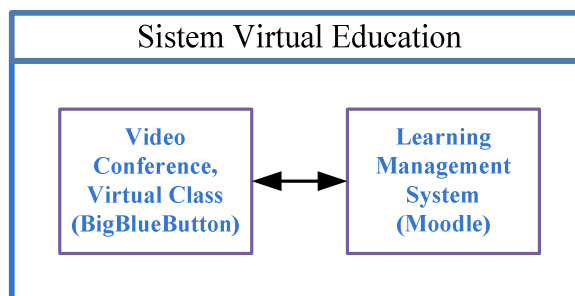 Sistem Virtual Education
Video
Conference,
Virtual Class
(BigBlueButton)
Learning
Management
System
(Moodle)